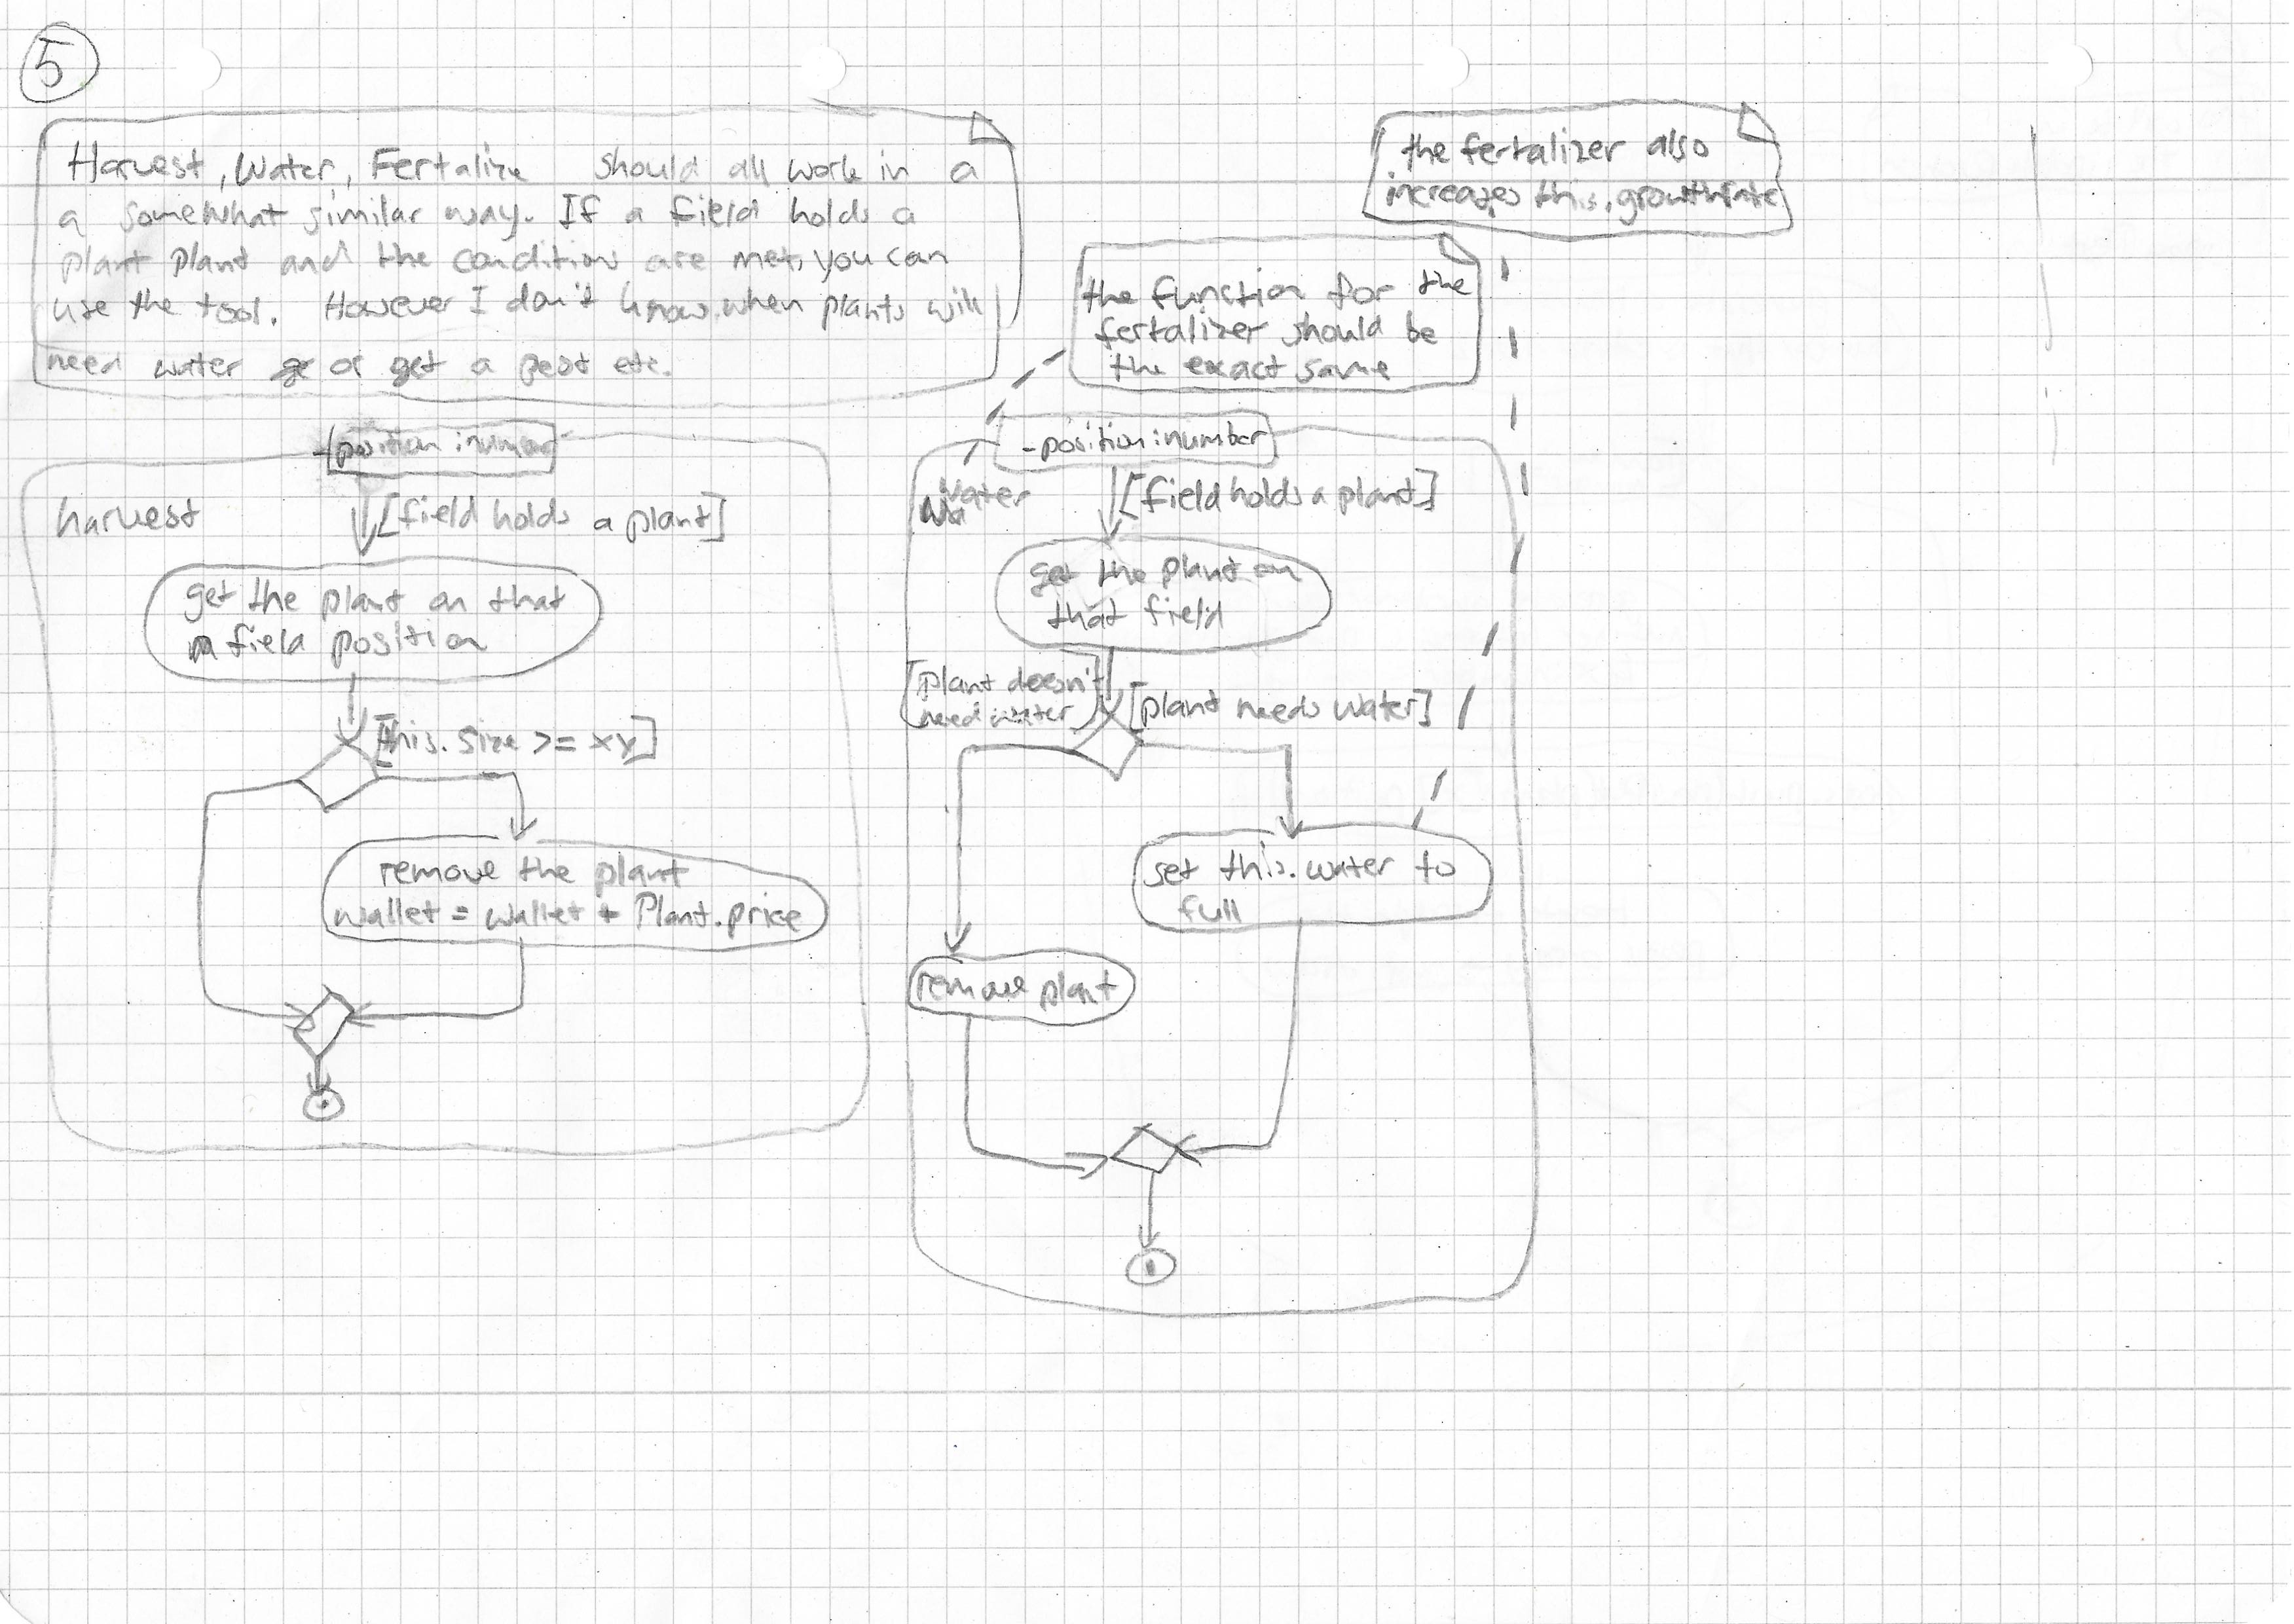 5
Harvest, Water, Fertalize should all work in a
a somewhat similar way. If a field holds a
plant plant and the conditions are met, you can
use the tool. However I don't know when plants will
need water or get a pest etc.
the fertalizer also
increazes this.growthrate
the function for the
fertalizer should be
the exact same
-position:number
harvest
[field holds a plant]
get the plant on that
field position
[this.size >= xy]
remove the plant
wallet = wallet + Plant.price
-position:number
Water
[field holds a plant]
get the plant on
that field
[plant doesn't
need water]
[plant needs water]
set this.water to
full
remove plant